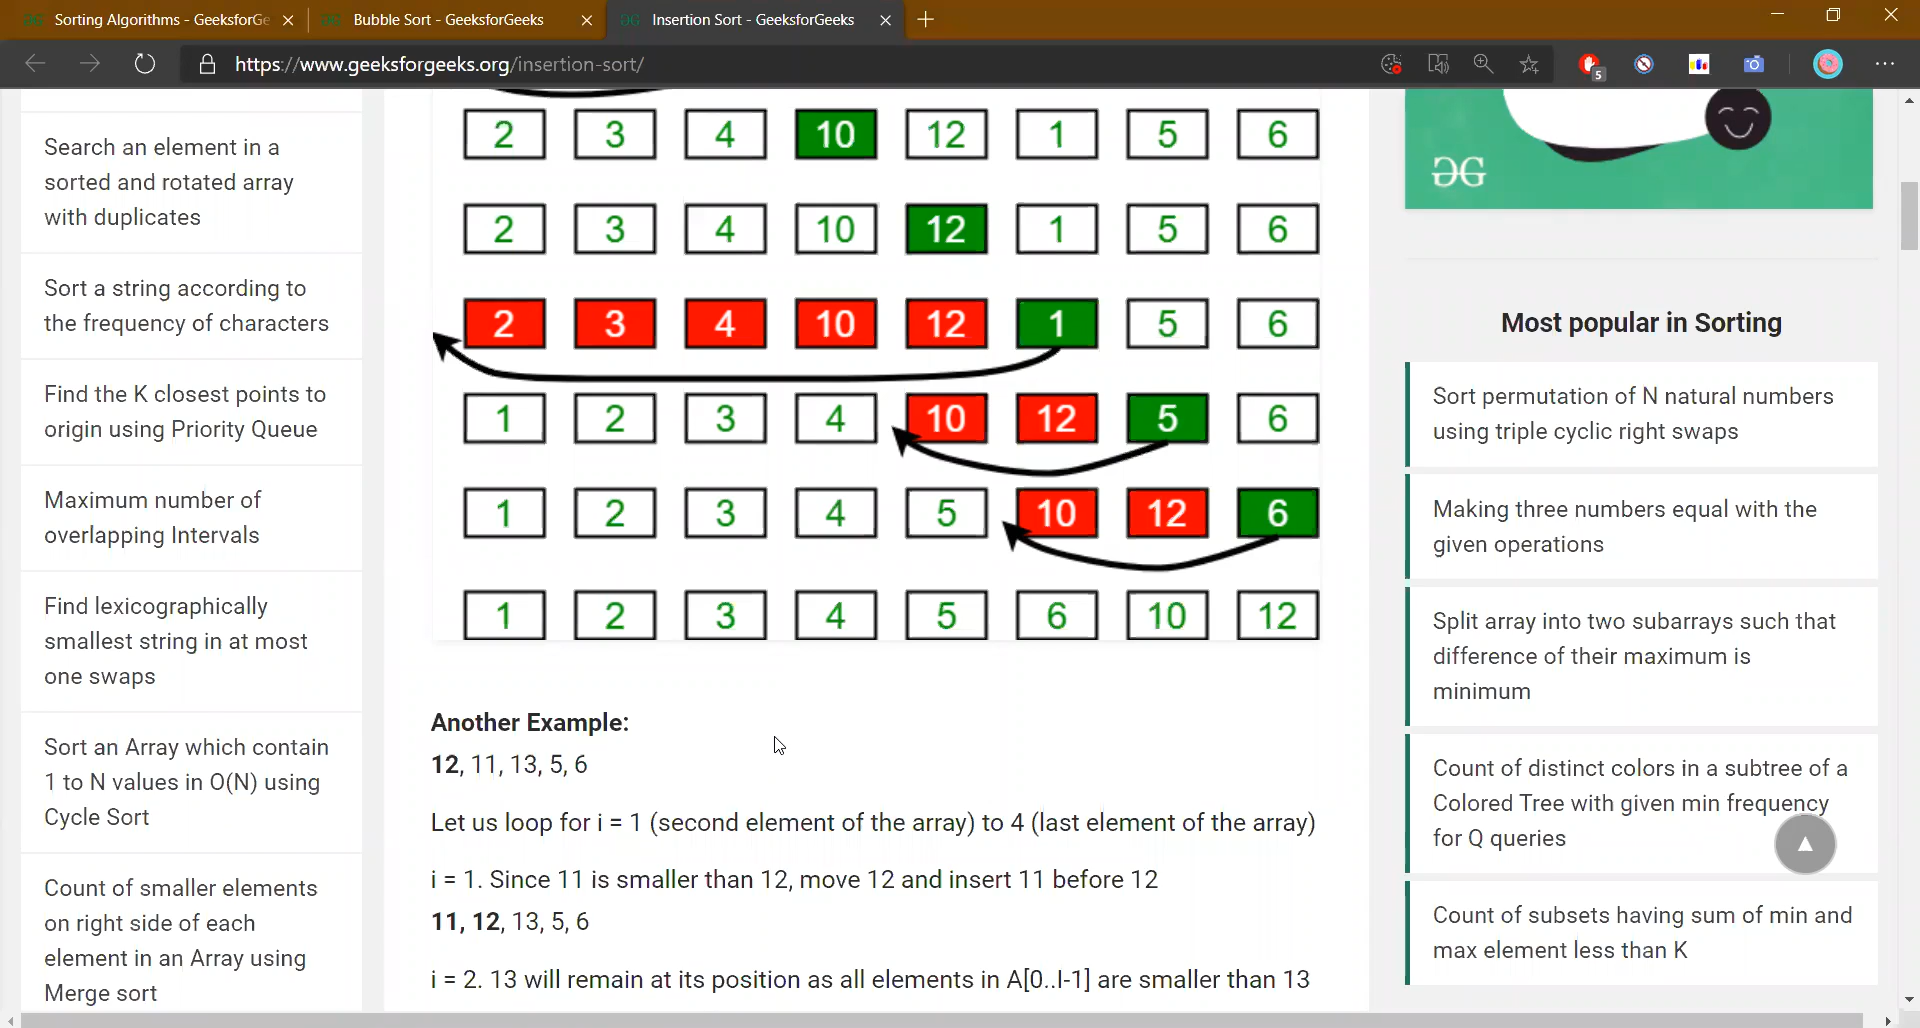 Sorting Algorithms - GeeksforGe
Bubble Sort - GeeksforGeeks
Insertion Sort - GeeksforGeeks
https://www.geeksforgeeks.org/insertion-sort/
5
Search an element in a
sorted and rotated array
with duplicates
Sort a string according to
the frequency of characters
Find the K closest points to
origin using Priority Queue
Maximum number of
overlapping Intervals
Find lexicographically
smallest string in at most
one swaps
Sort an Array which contain
1 to N values in O(N) using
Cycle Sort
Count of smaller elements
on right side of each
element in an Array using
Merge sort
2 3 4 10 12 1 5 6
2 3 4 10 12 1 5 6
2 3 4 10 12 1 5 6
1 2 3 4 10 12 5 6
1 2 3 4 5 10 12 6
1 2 3 4 5 6 10 12
Another Example:
12, 11, 13, 5, 6
Let us loop for i = 1 (second element of the array) to 4 (last element of the array)
i = 1. Since 11 is smaller than 12, move 12 and insert 11 before 12
11, 12, 13, 5, 6
i = 2. 13 will remain at its position as all elements in A[0..I-1] are smaller than 13
Most popular in Sorting
Sort permutation of N natural numbers
using triple cyclic right swaps
Making three numbers equal with the
given operations
Split array into two subarrays such that
difference of their maximum is
minimum
Count of distinct colors in a subtree of a
Colored Tree with given min frequency
for Q queries
Count of subsets having sum of min and
max element less than K